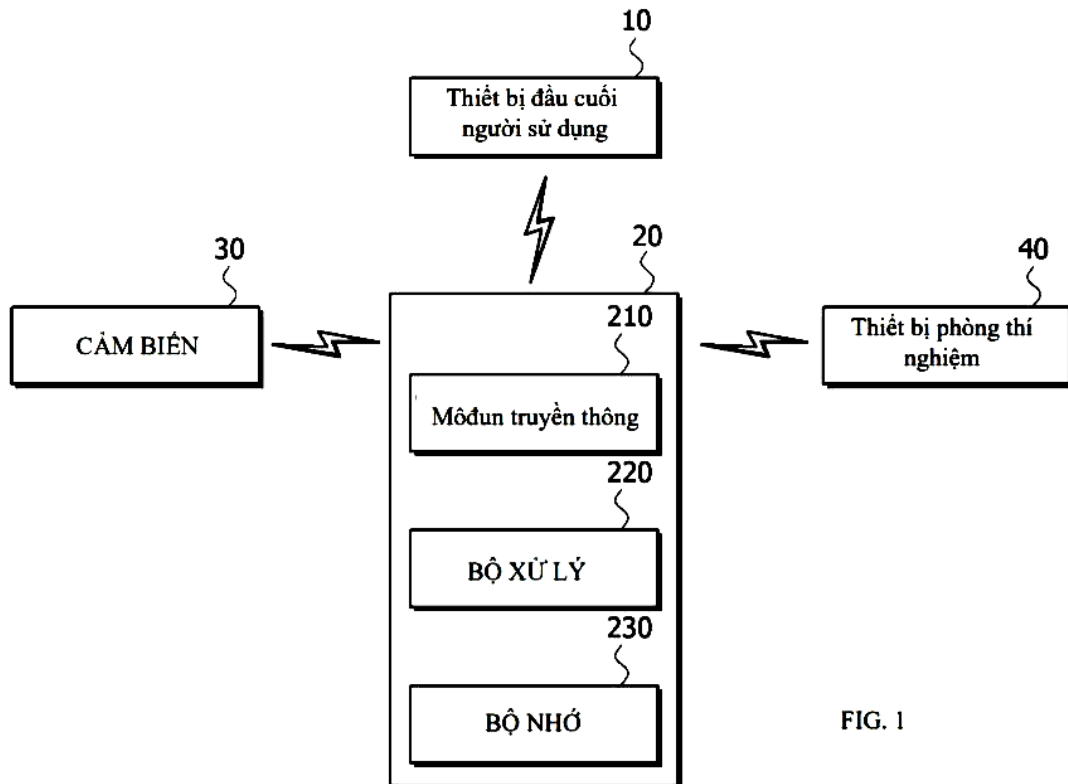 10
Thiết bị đầu cuối
người sử dụng
30
20
40
CẢM BIẾN
210
Thiết bị phòng thí
nghiệm
Môđun truyền thông
220
BỘ XỬ LÝ
230
BỘ NHỚ
FIG. 1